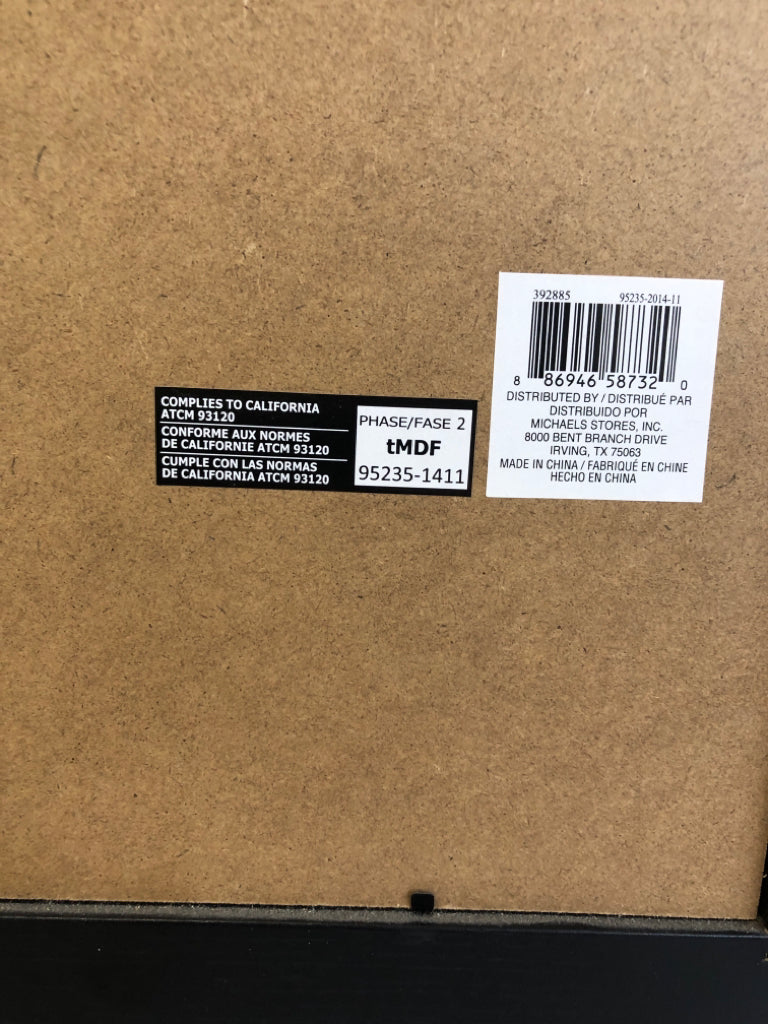 COMPLIES TO CALIFORNIA
ATCM 93120
CONFORME AUX NORMES
DE CALIFORNIE ATCM 93120
CUMPLE CON LAS NORMAS
DE CALIFORNIA ATCM 93120
PHASE/FASE 2
tMDF
95235-1411
392885 95235-2014-11
8 86946 58732 0
DISTRIBUTED BY / DISTRIBUÉ PAR
DISTRIBUIDO POR
MICHAELS STORES, INC.
8000 BENT BRANCH DRIVE
IRVING, TX 75063
MADE IN CHINA / FABRIQUÉ EN CHINE
HECHO EN CHINA